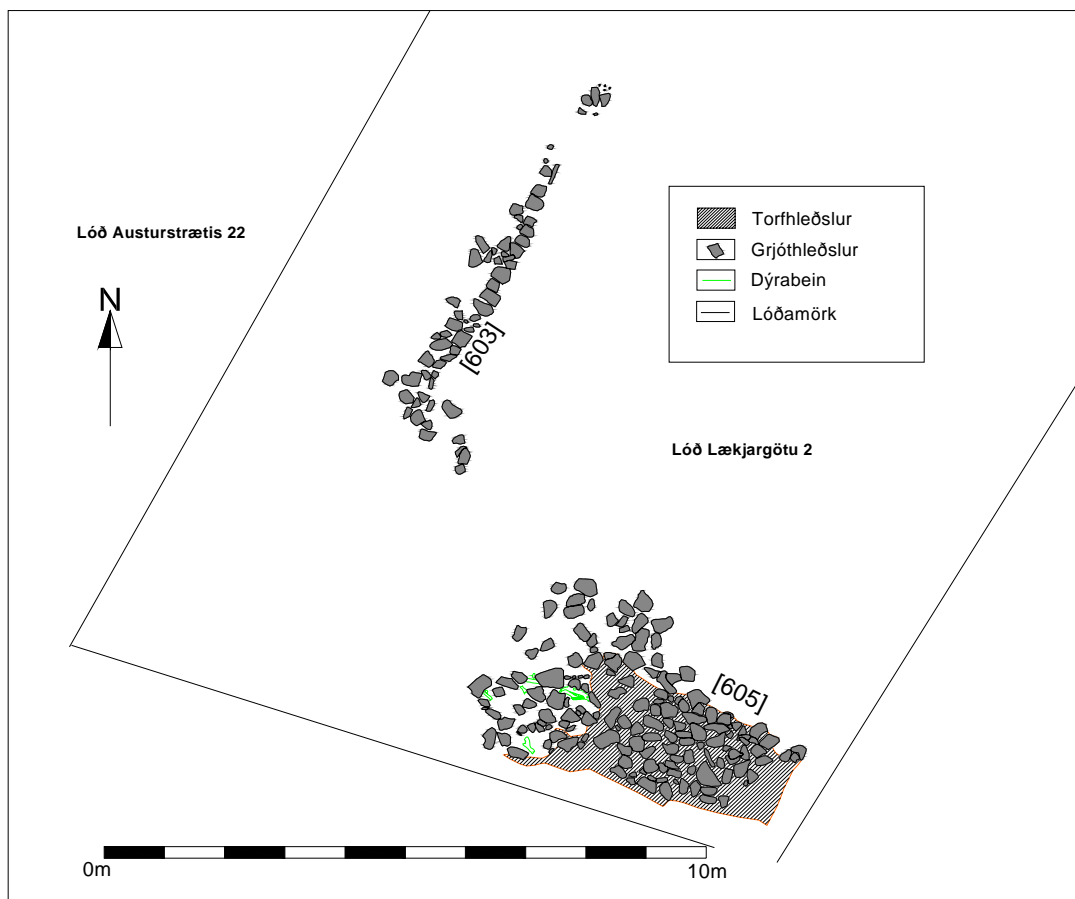 Lóð Austurstrætis 22
N
Torfhleðslur
Grjóthleðslur
Dýrabein
Lóðamörk
[603]
Lóð Lækjargötu 2
[605]
0m
10m